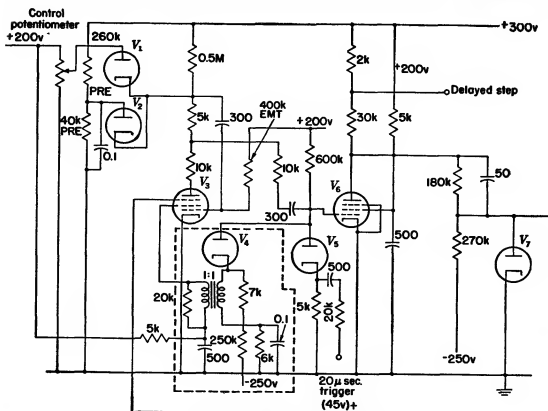 Control
potentiometer
+200v
260k
V₁
V₂
40k
PRE
PRE
0.1
0.5M
5k
300
400k
EMT
10k
V₃
10k
300
+200v
600k
2k
+300v
+200v
Delayed step
30k
5k
V₆
180k
50
270k
V₇
500
-250v
V₄
V₅
1:1
20k
7k
5k
500
250k
6k
0.1
-250v
5k
500
20k
20μ sec.
trigger
(45v)+